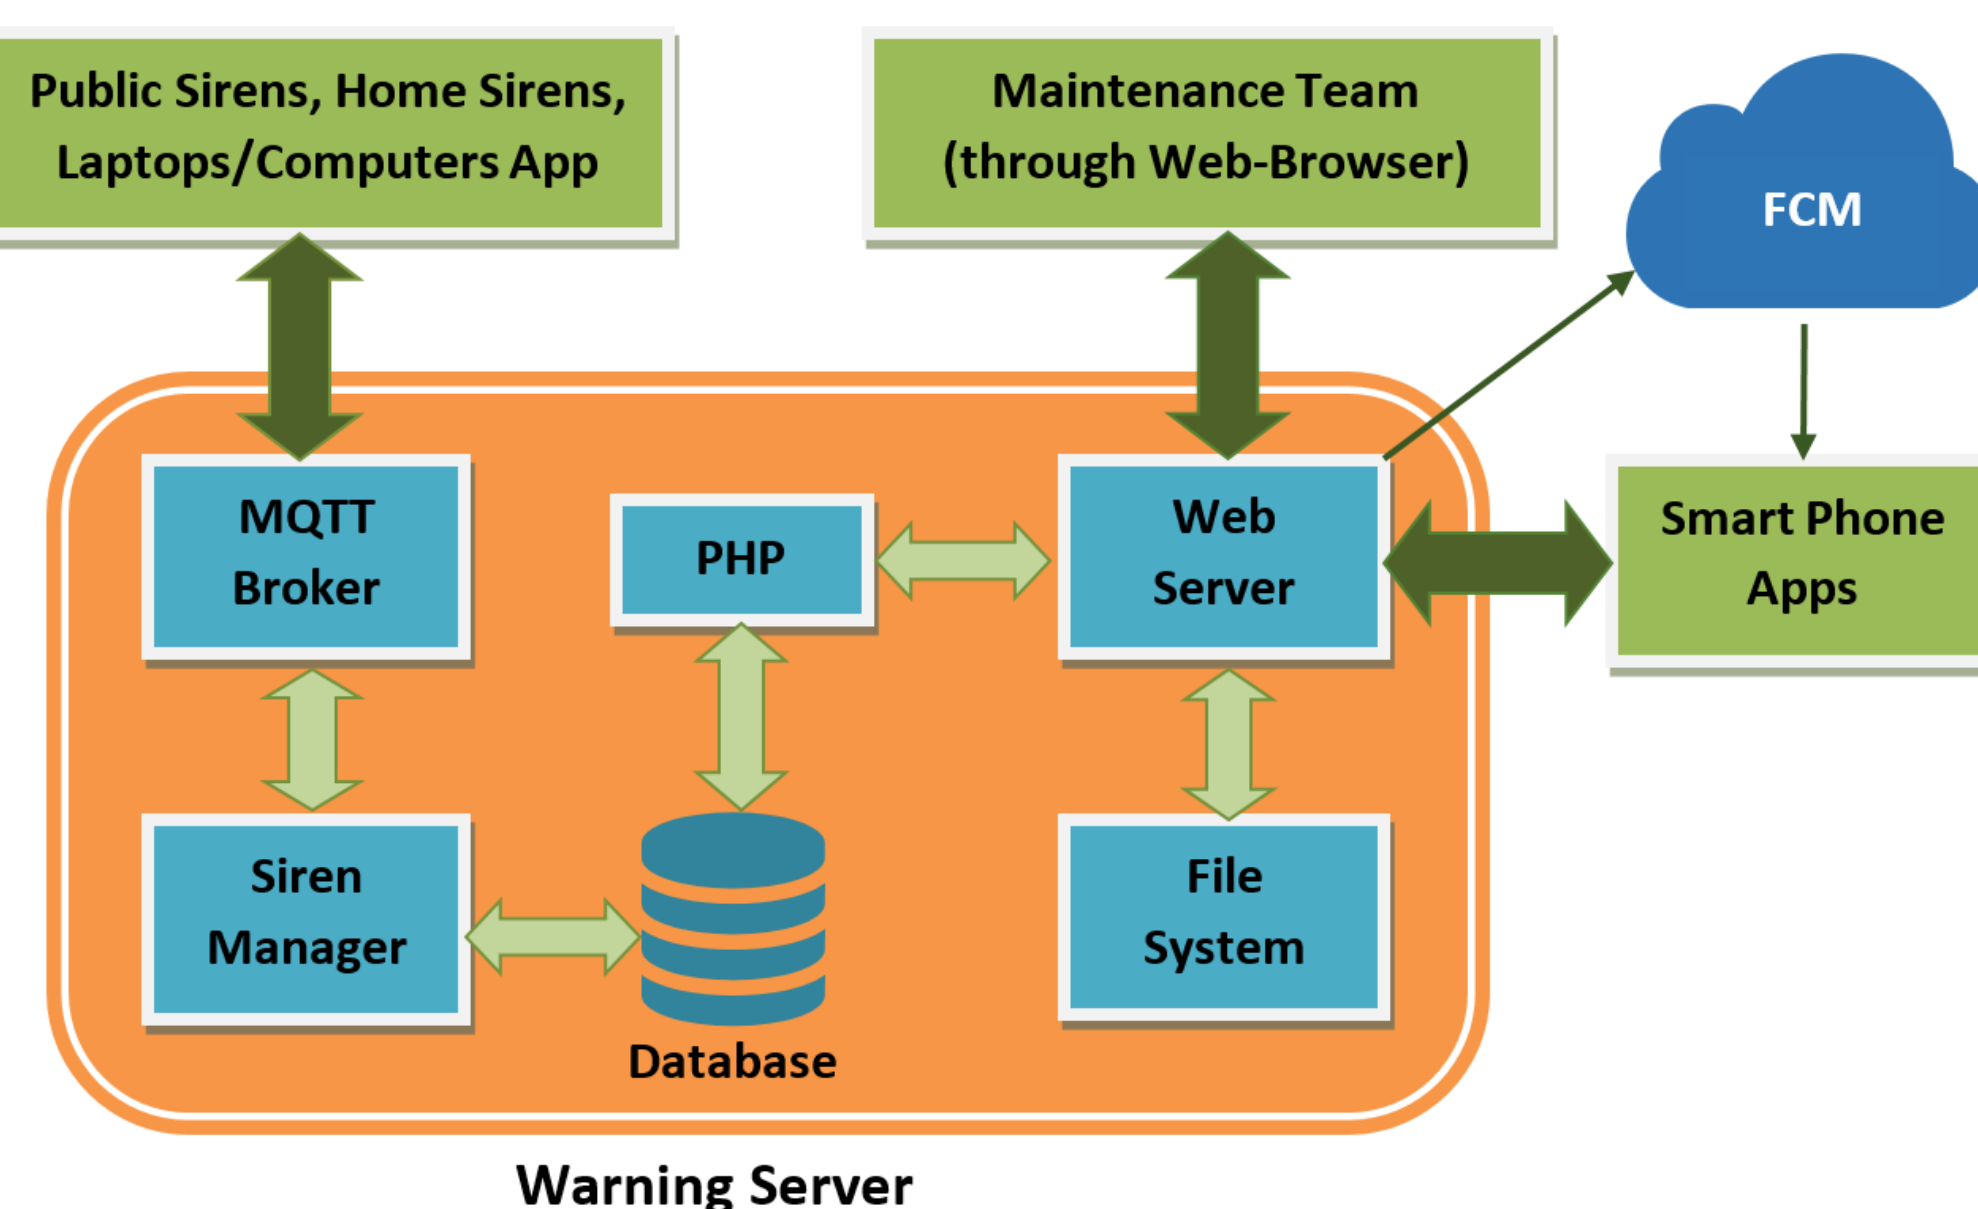 Public Sirens, Home Sirens,
Laptops/Computers App
Maintenance Team
(through Web-Browser)
FCM
MQTT
Broker
PHP
Web
Server
Smart Phone
Apps
Siren
Manager
Database
File
System
Warning Server